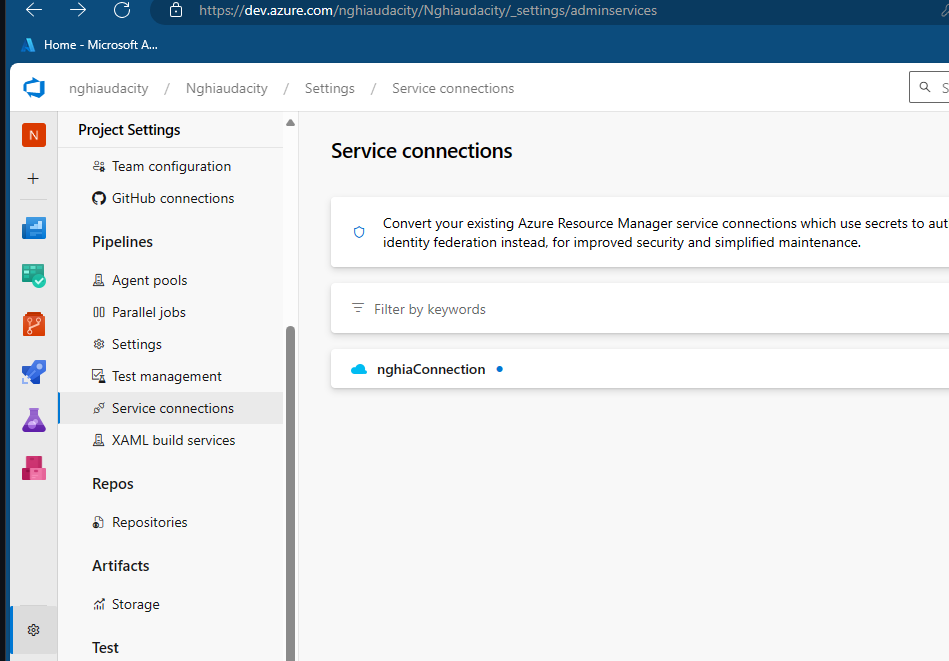 https://dev.azure.com/nghiaudacity/Nghiaudacity/_settings/adminservices
Home - Microsoft A...
nghiaudacity / Nghiaudacity / Settings / Service connections
S
N
Project Settings
Team configuration
GitHub connections
Pipelines
Agent pools
Parallel jobs
Settings
Test management
Service connections
XAML build services
Repos
Repositories
Artifacts
Storage
Test
Service connections
Convert your existing Azure Resource Manager service connections which use secrets to aut
identity federation instead, for improved security and simplified maintenance.
Filter by keywords
nghiaConnection